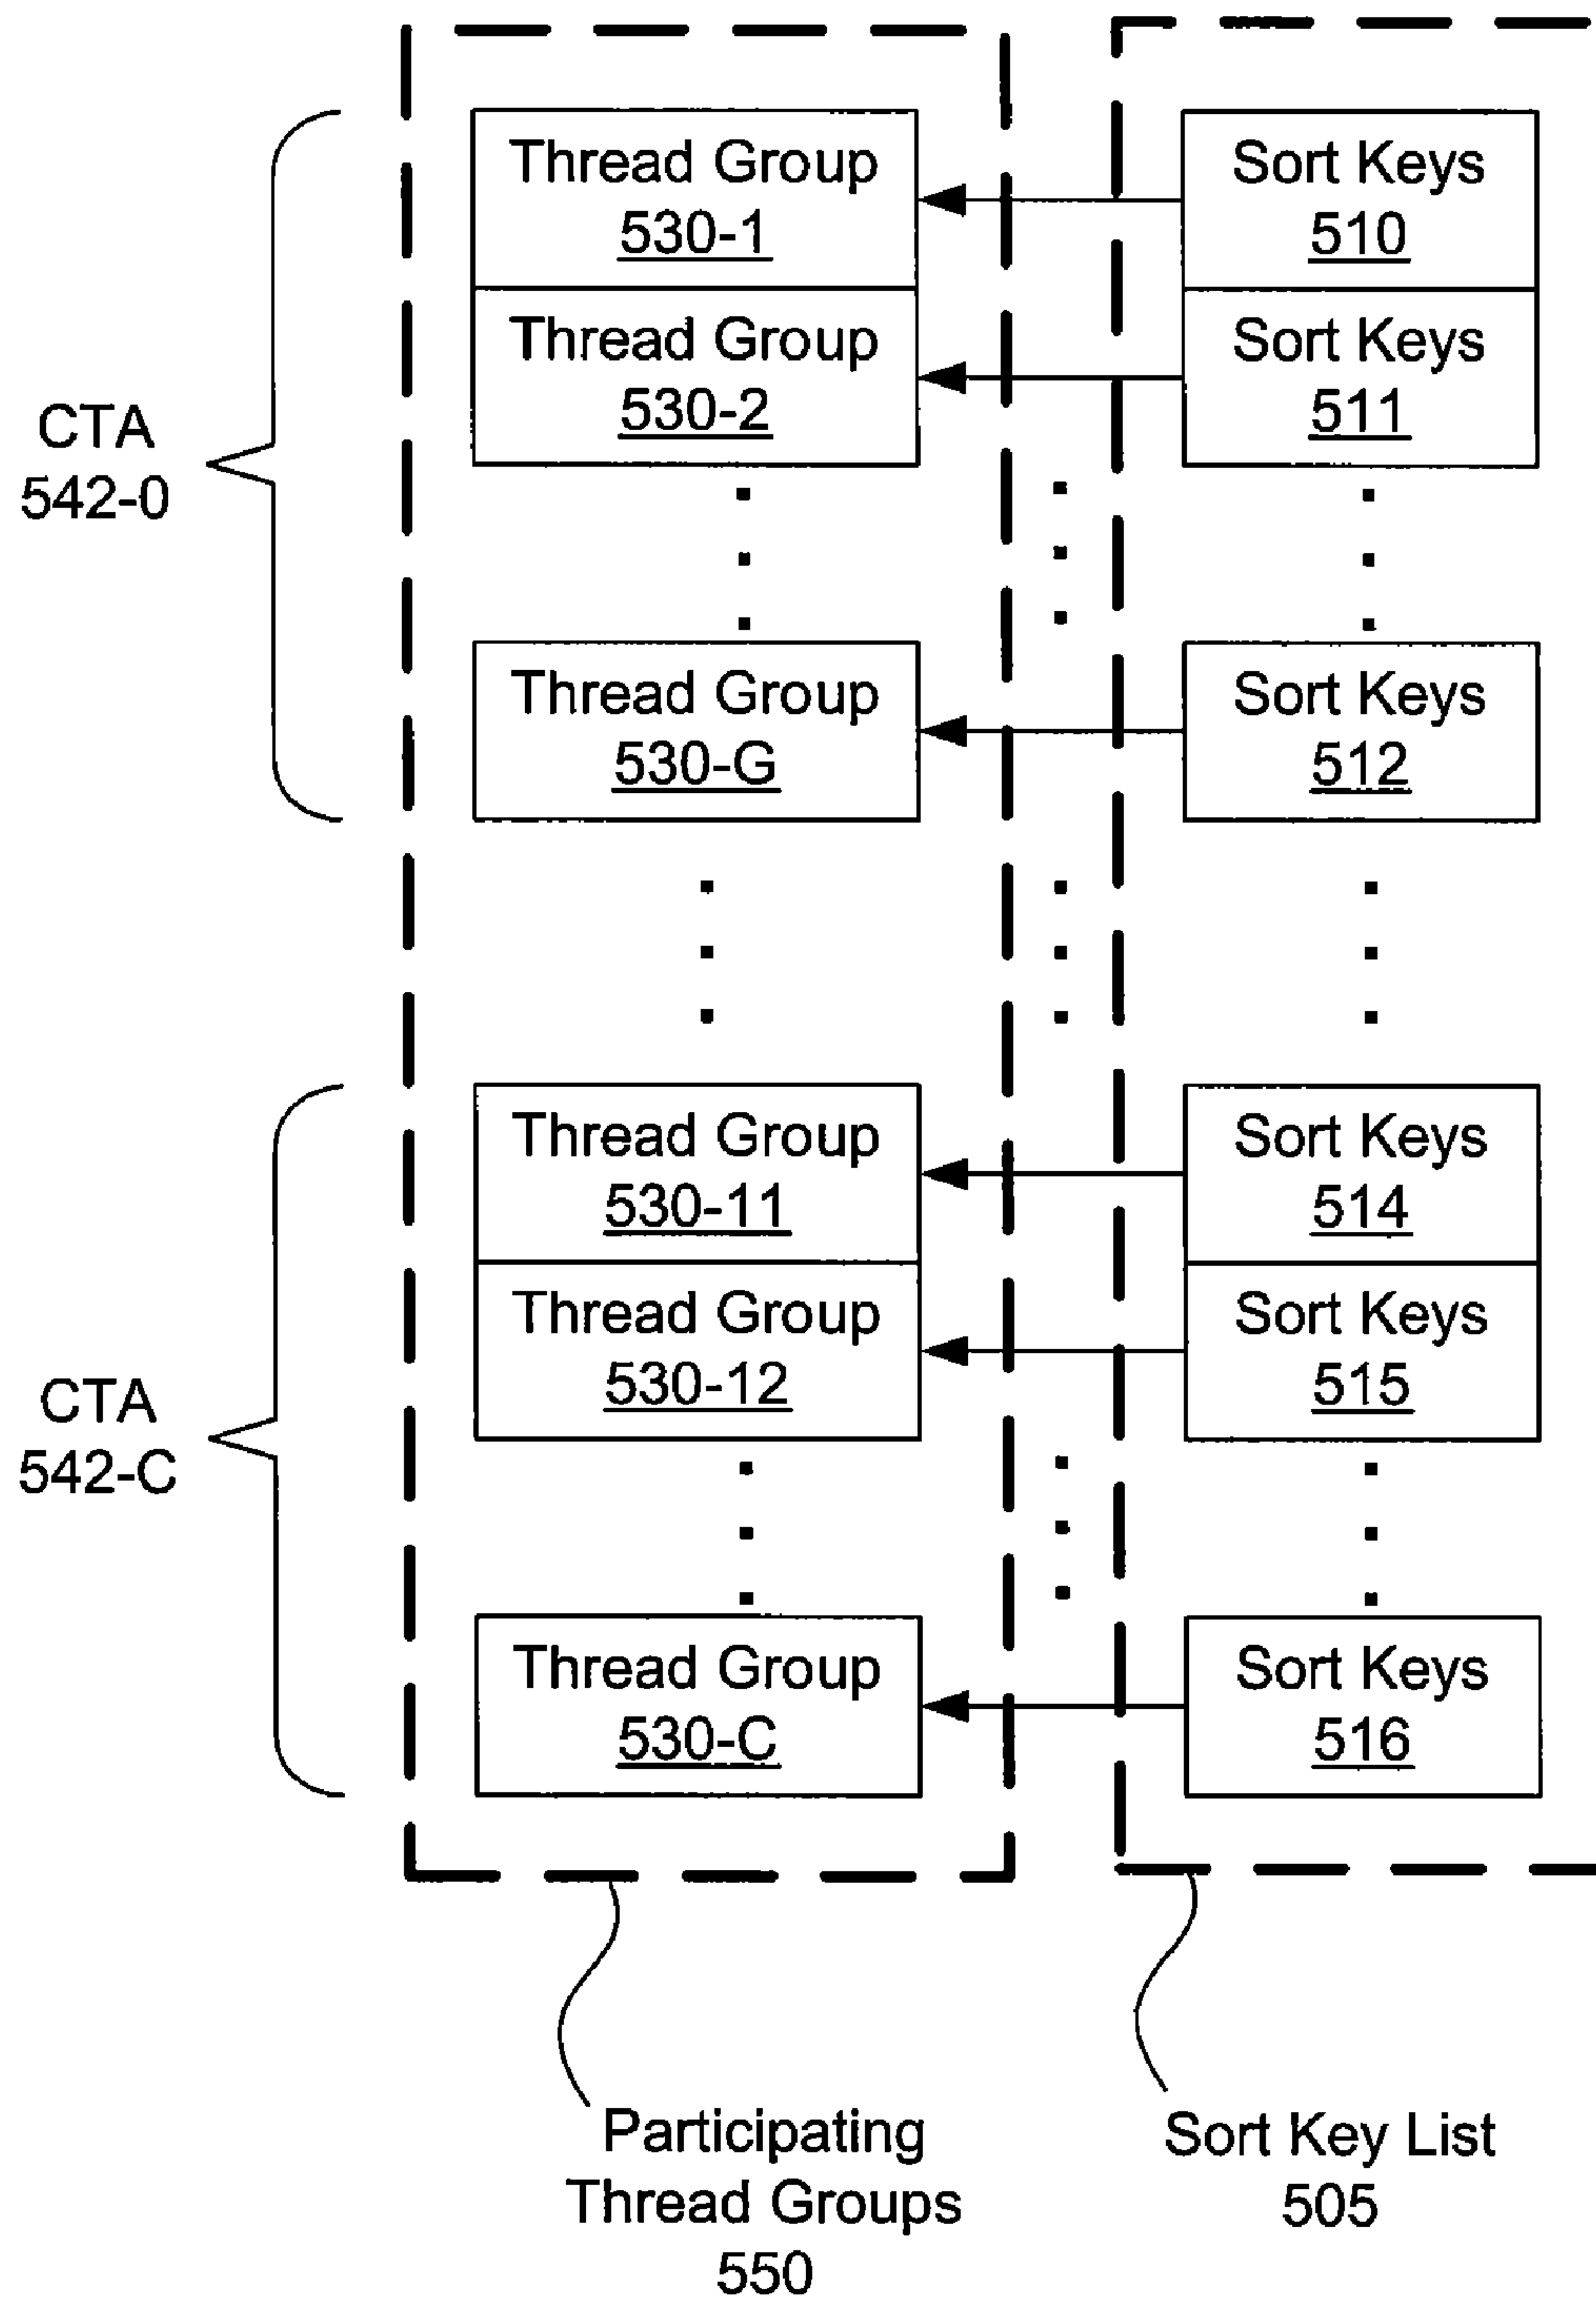 Thread Group
530-1
Sort Keys
510
Thread Group
530-2
Sort Keys
511
CTA
542-0
Thread Group
530-G
Sort Keys
512
Thread Group
530-11
Sort Keys
514
Thread Group
530-12
Sort Keys
515
CTA
542-C
Thread Group
530-C
Sort Keys
516
Participating
Thread Groups
550
Sort Key List
505